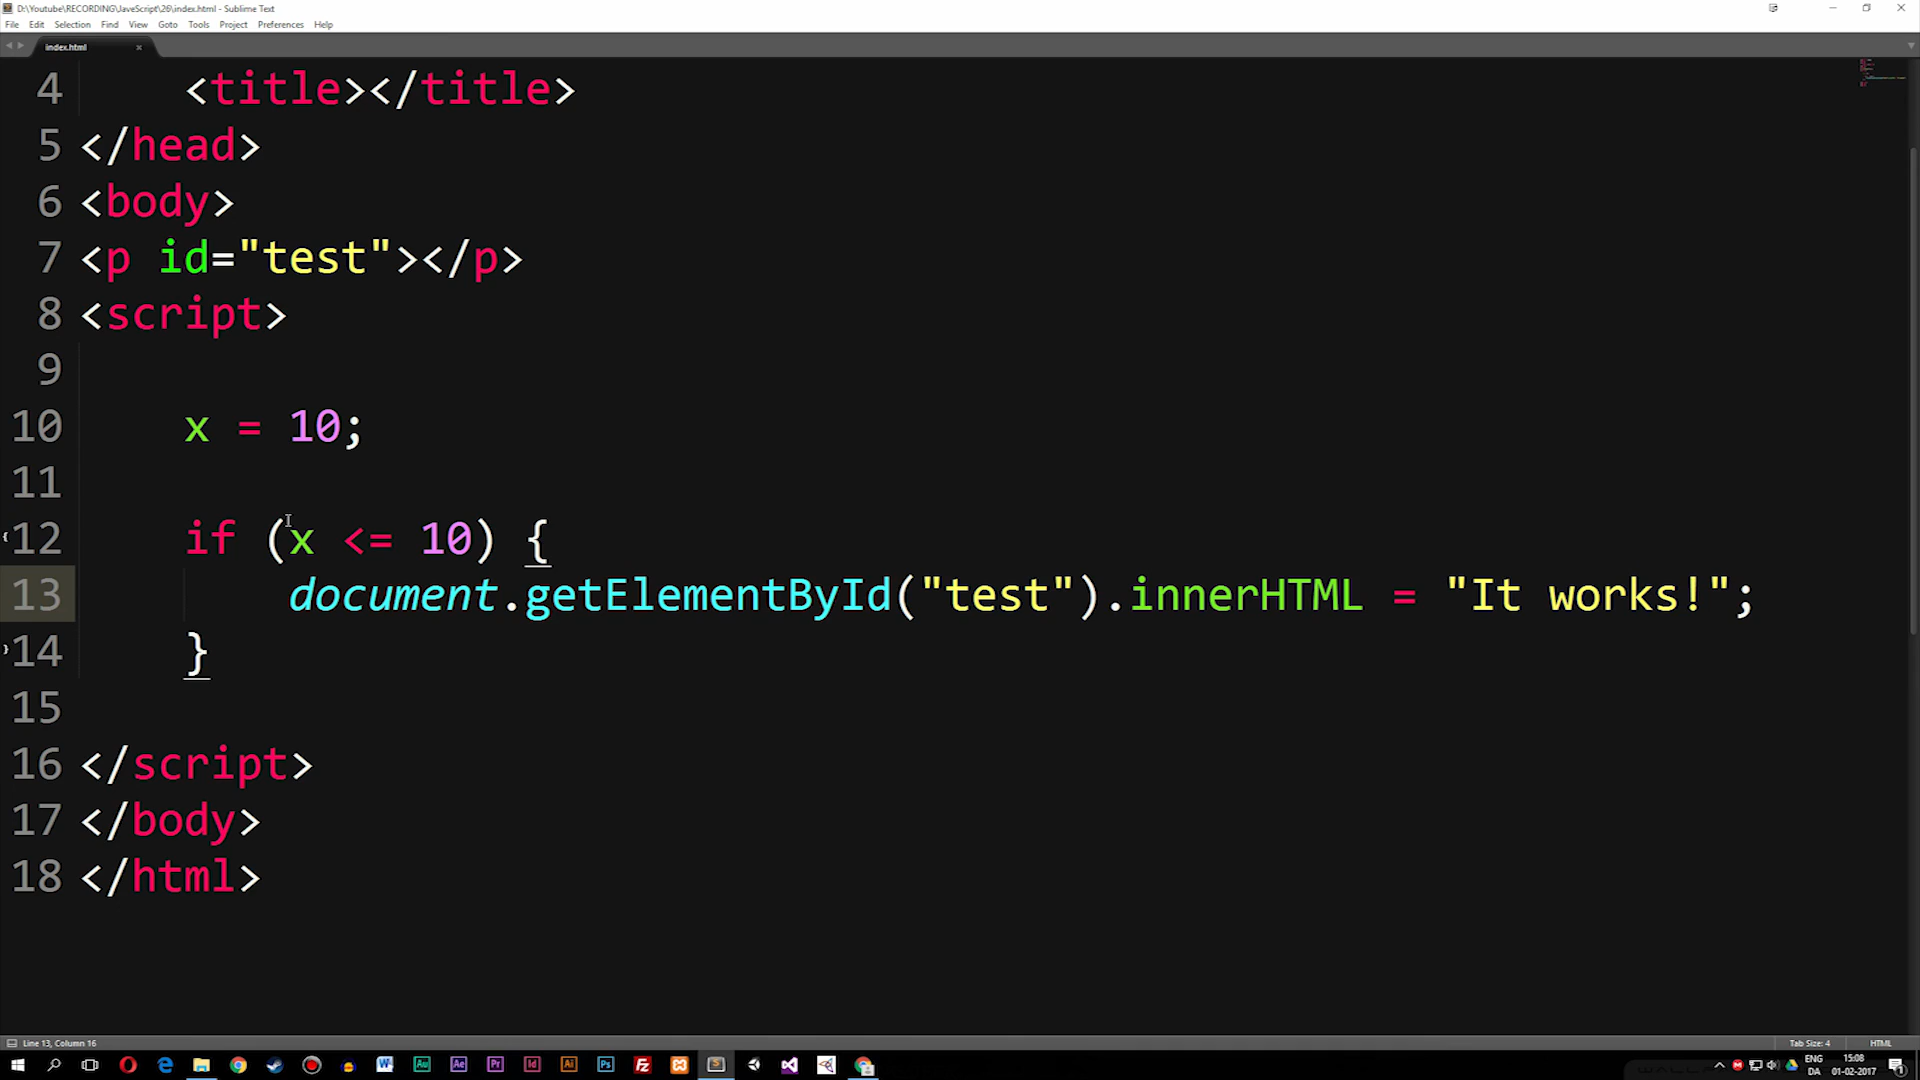 D:\Youtube\RECORDING\JaveScript\26\index.html - Sublime Text
File Edit Selection Find View Goto Tools Project Preferences Help
index.html
4 <title></title>
5 </head>
6 <body>
7 <p id="test"></p>
8 <script>
9
10 x = 10;
11
12 if (x <= 10) {
13 document.getElementById("test").innerHTML = "It works!";
14 }
15
16 </script>
17 </body>
18 </html>
Line 13, Column 16 Tab Size: 4 HTML
ENG 15:08
DA 01-02-2017